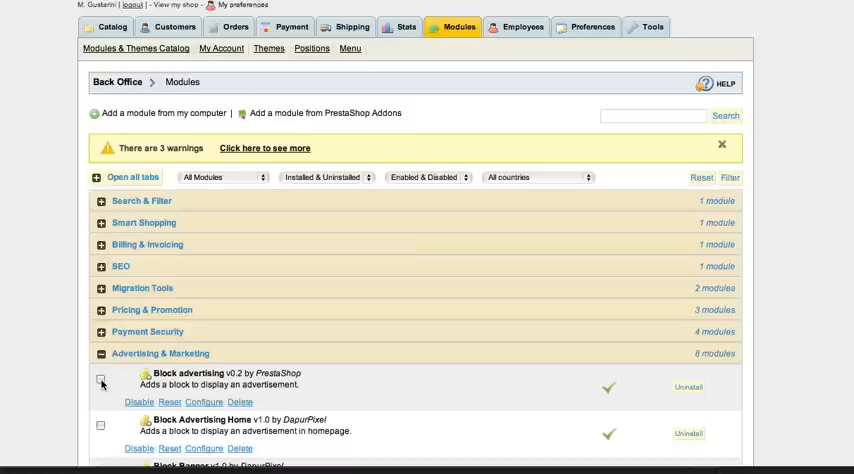 M. Gustarini | logout | - View my shop - My preferences
Catalog Customers Orders Payment Shipping Stats Modules Employees Preferences Tools
Modules & Themes Catalog My Account Themes Positions Menu
Back Office > Modules HELP
Add a module from my computer | Add a module from PrestaShop Addons Search
There are 3 warnings Click here to see more
Open all tabs All Modules Installed & Uninstalled Enabled & Disabled All countries Reset Filter
Search & Filter 1 module
Smart Shopping 1 module
Billing & Invoicing 1 module
SEO 1 module
Migration Tools 2 modules
Pricing & Promotion 3 modules
Payment Security 4 modules
Advertising & Marketing 8 modules
Block advertising v0.2 by PrestaShop
Adds a block to display an advertisement.
Uninstall
Disable Reset Configure Delete
Block Advertising Home v1.0 by DapurPixel
Adds a block to display an advertisement in homepage.
Uninstall
Disable Reset Configure Delete
Block Banner v1.0 by DapurPixel